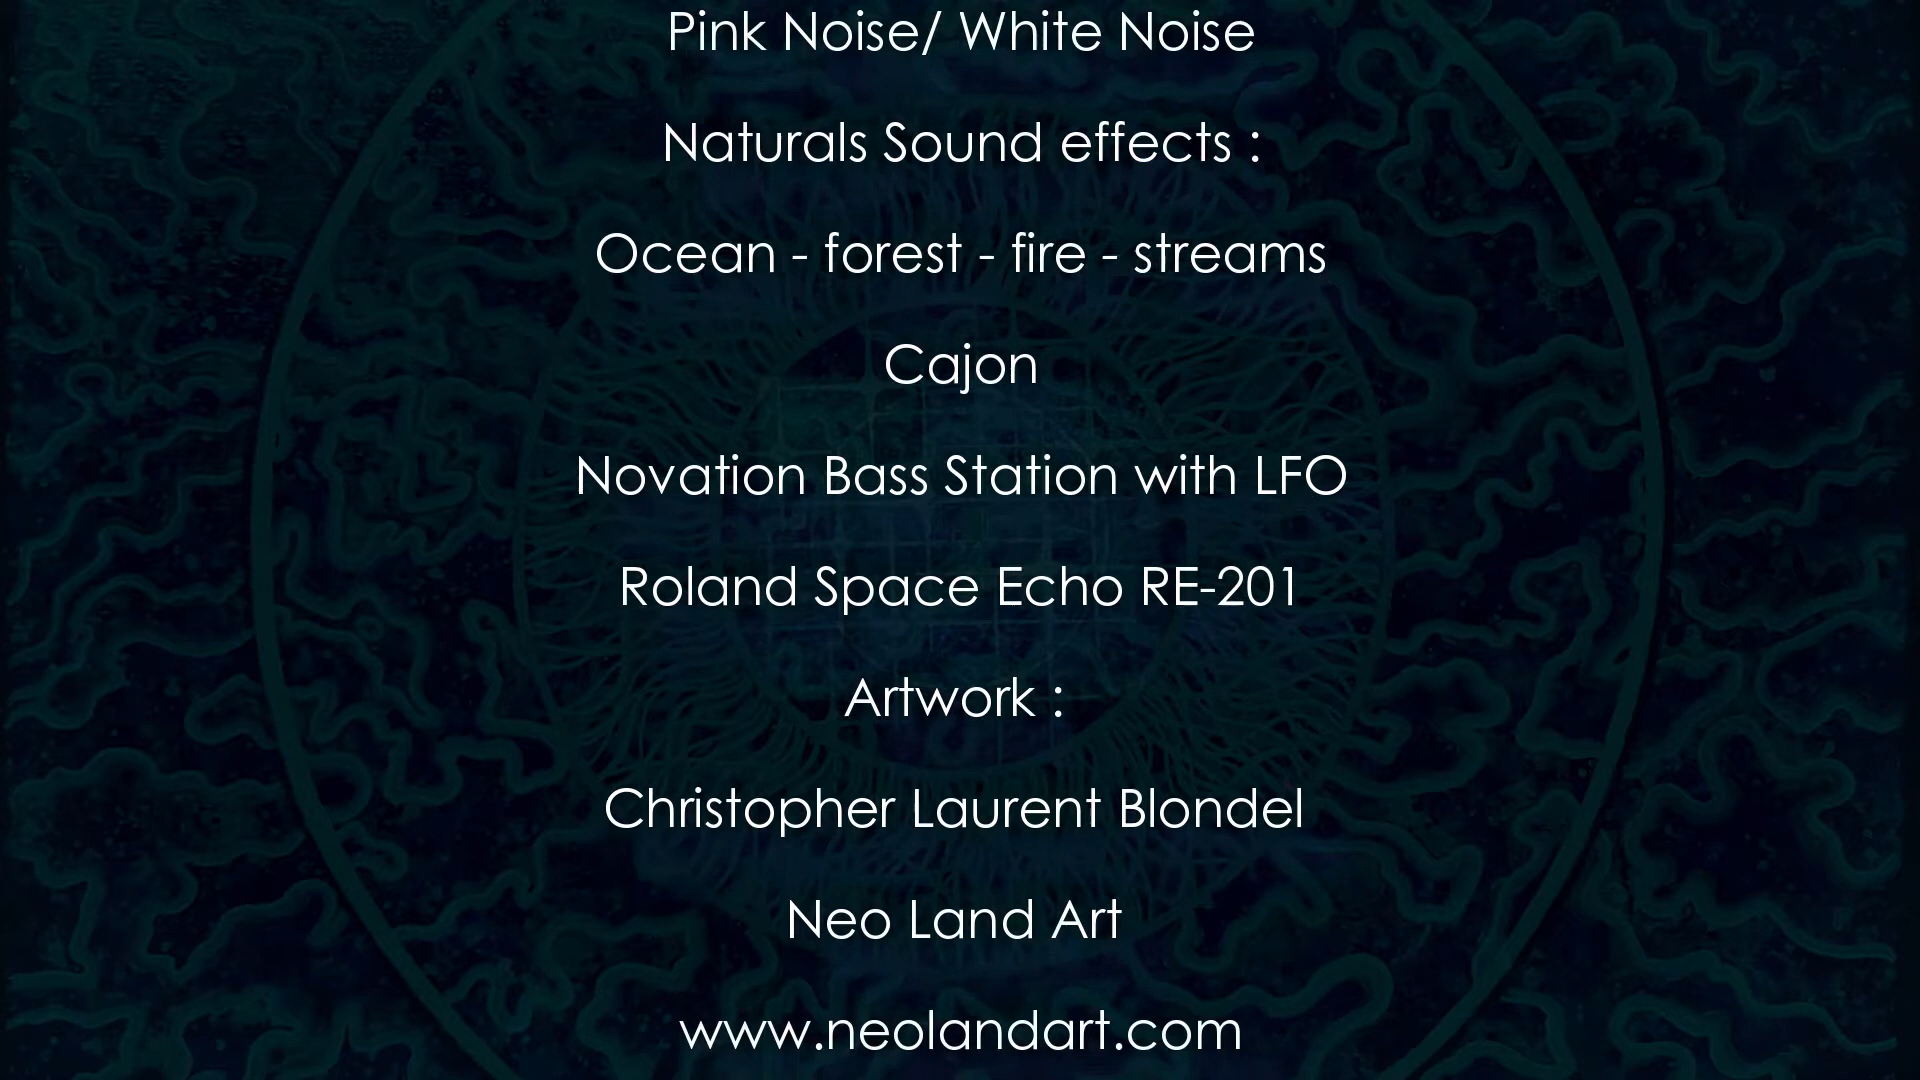 Pink Noise/ White Noise
Naturals Sound effects :
Ocean - forest - fire - streams
Cajon
Novation Bass Station with LFO
Roland Space Echo RE-201
Artwork :
Christopher Laurent Blondel
Neo Land Art
www.neolandart.com